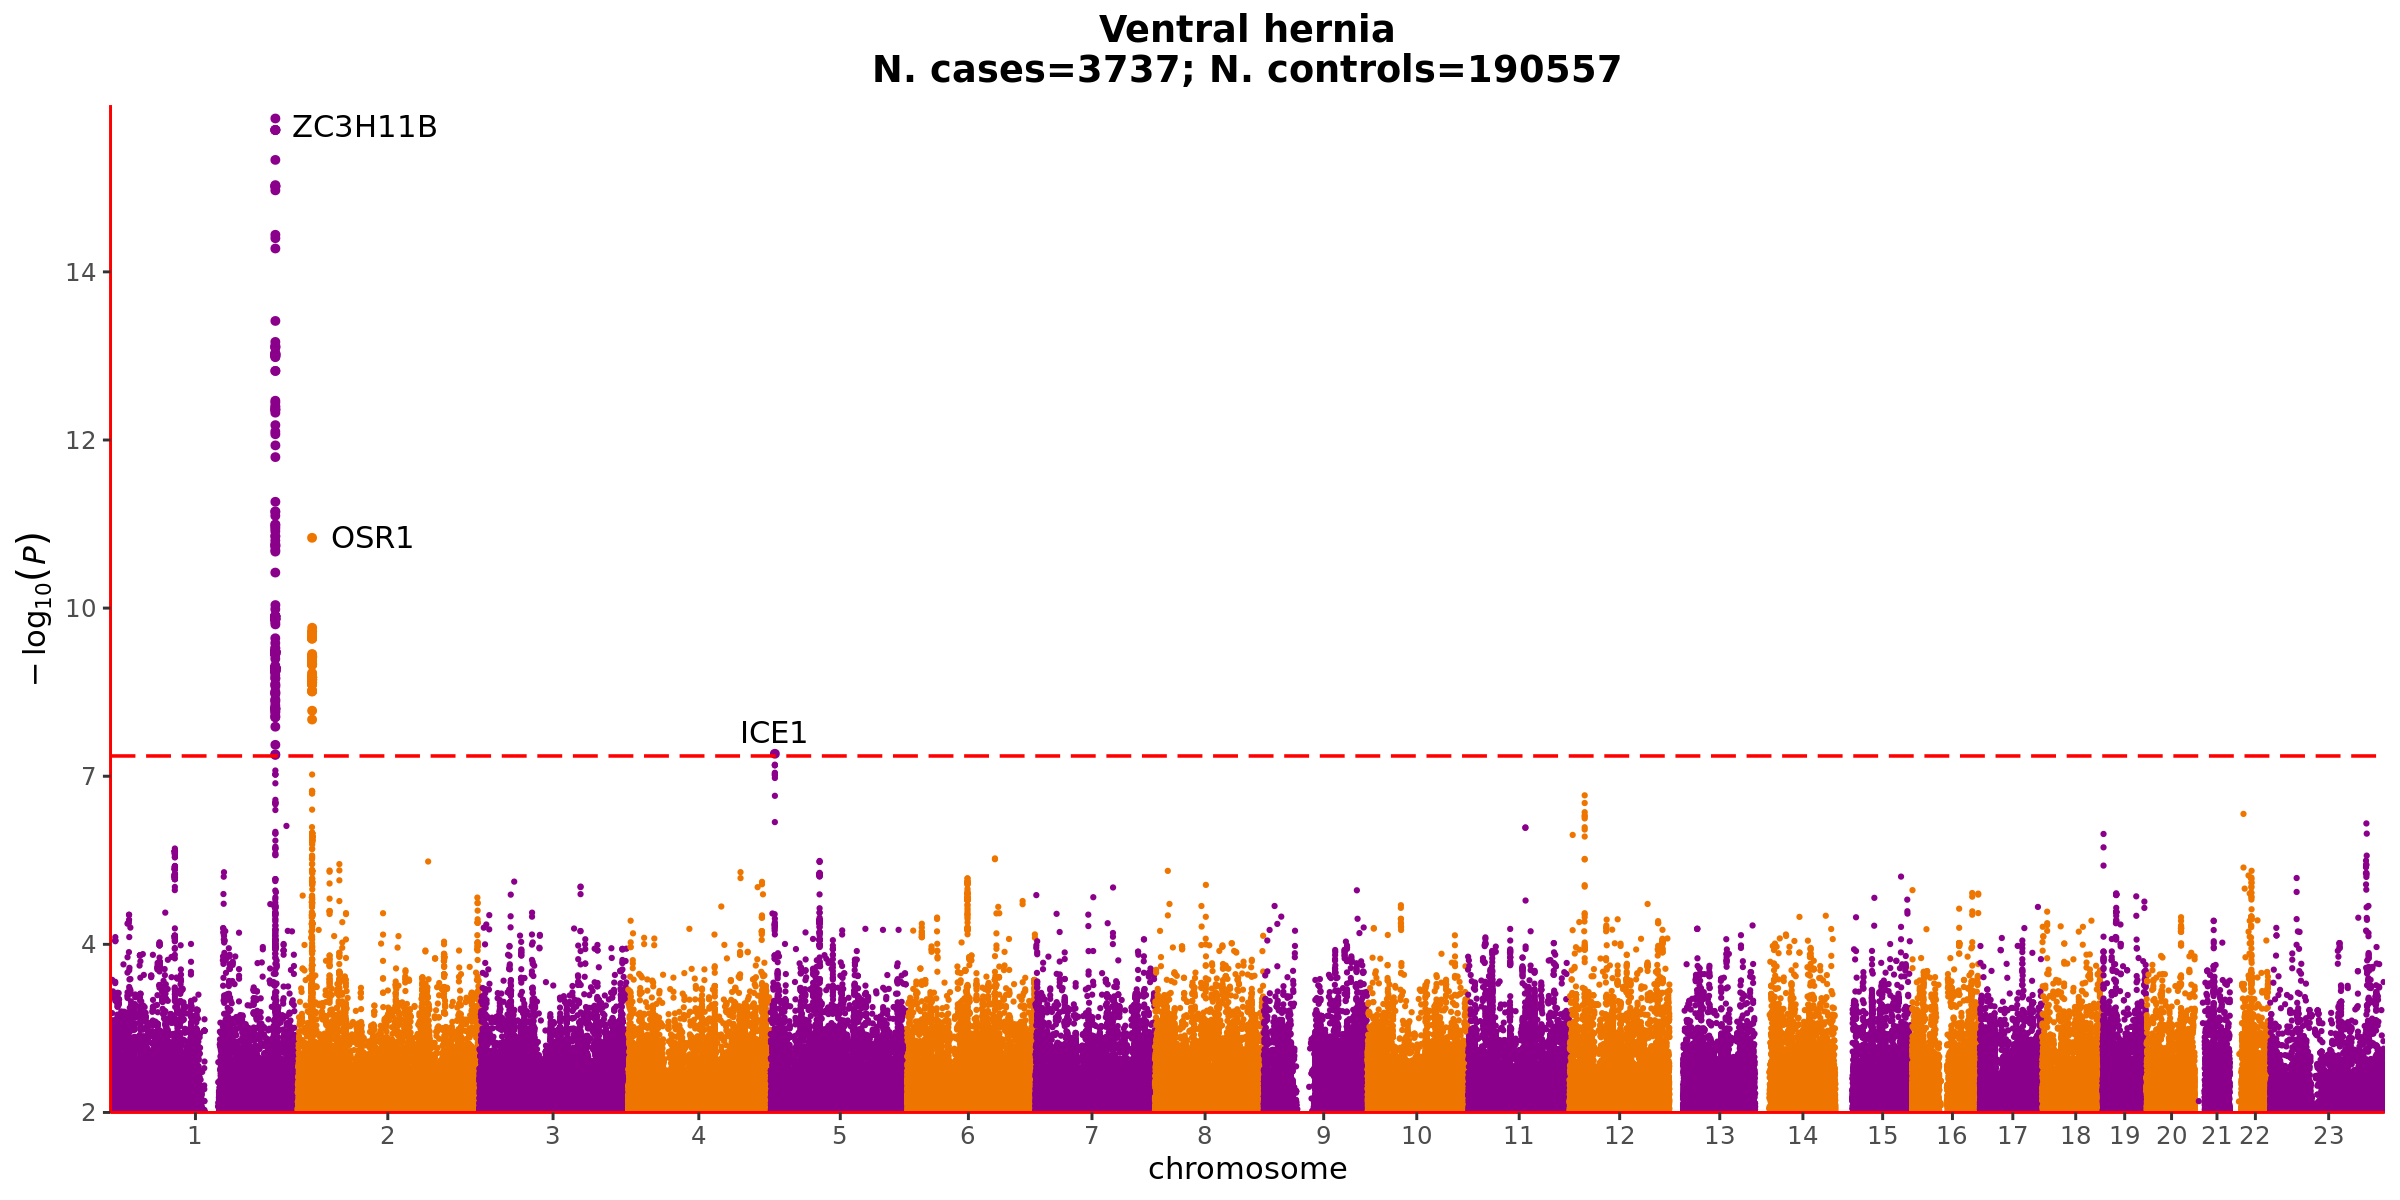 Ventral hernia
N. cases=3737; N. controls=190557
ZC3H11B
14
12
OSR1
10
ICE1
7
4
2
−log10(P)
1 2 3 4 5 6 7 8 9 10 11 12 13 14 15 16 17 18 19 20 21 22 23
chromosome